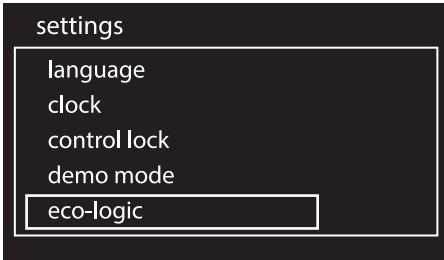 settings
language
clock
control lock
demo mode
eco-logic